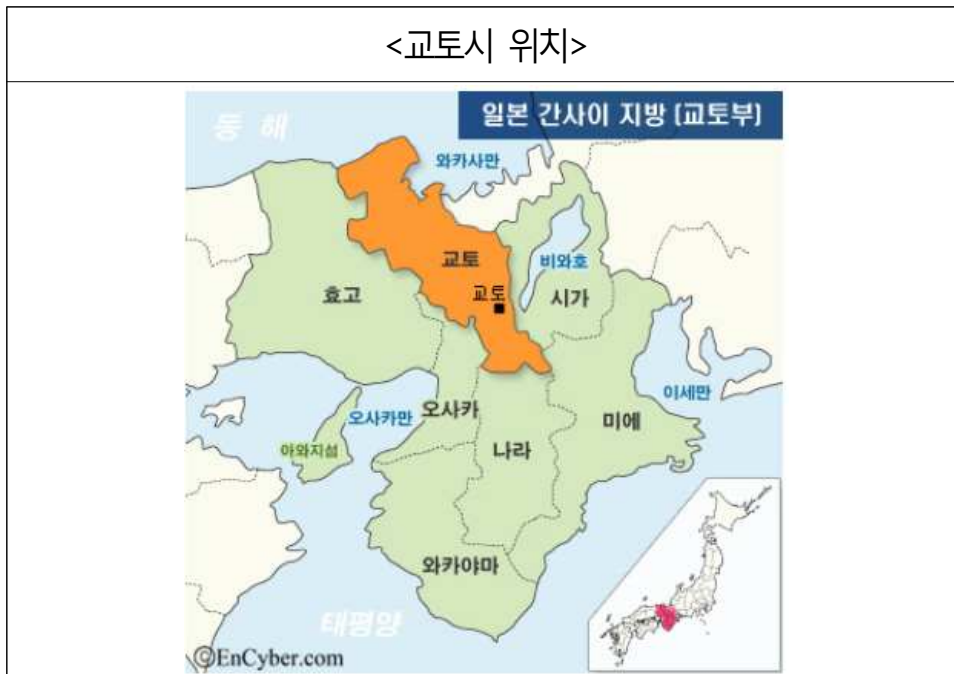 <교토시 위치>
일본 간사이 지방 (교토부)
동 해
와카사만
교토
비와호
교토
시가
효고
이세만
오사카만
오사카
미에
아와지섬
나라
와카야마
태평양
©EnCyber.com